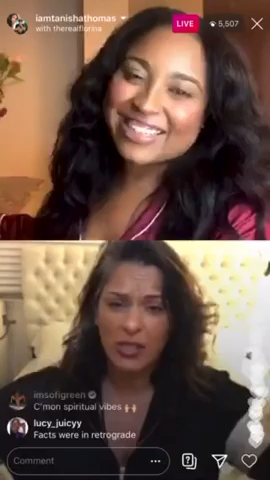 iamtanishathomas
with therealflorina
LIVE
5,507
imsofigreen
C'mon spiritual vibes 🙌🏼
lucy_juicyy
Facts were in retrograde
Comment